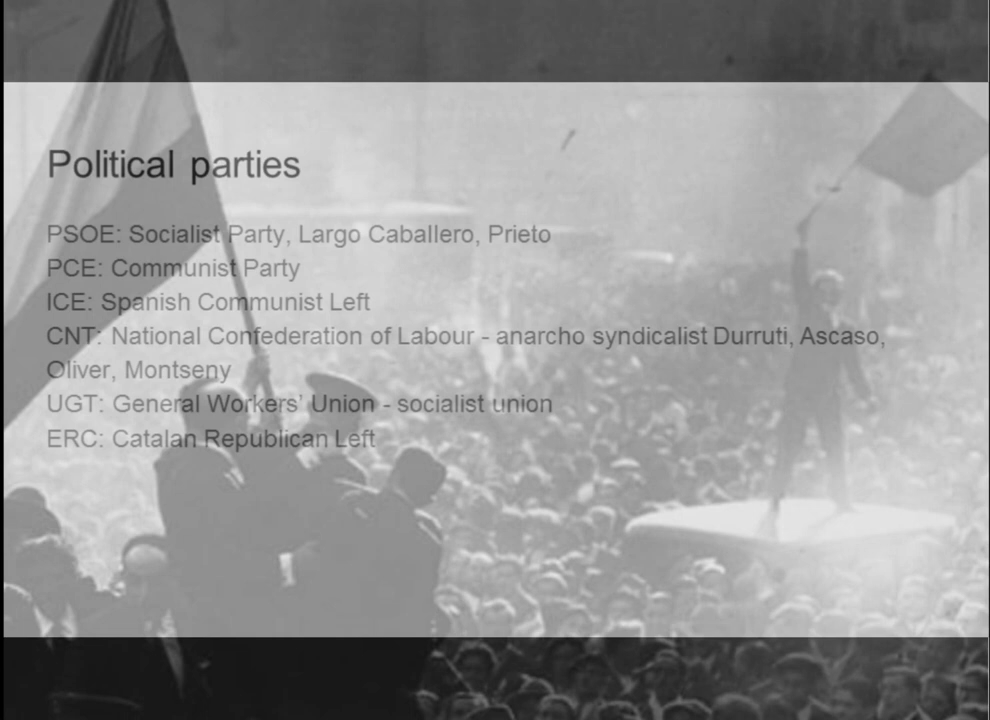 Political parties
PSOE: Socialist Party, Largo Caballero, Prieto
PCE: Communist Party
ICE: Spanish Communist Left
CNT: National Confederation of Labour - anarcho syndicalist Durruti, Ascaso,
Oliver, Montseny
UGT: General Workers’ Union - socialist union
ERC: Catalan Republican Left